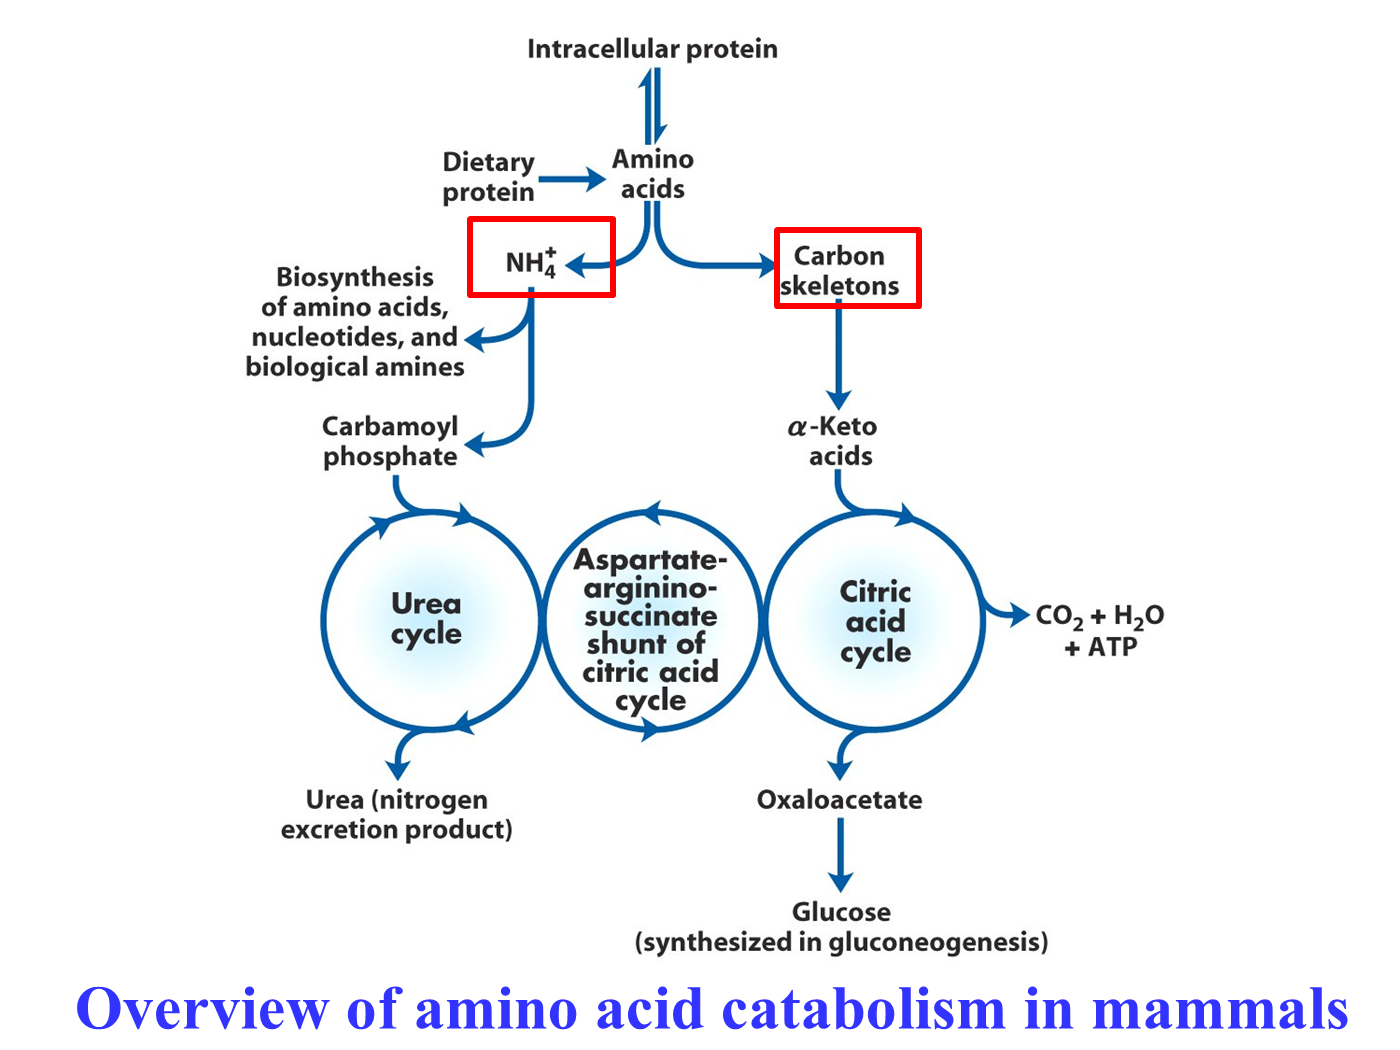 Intracellular protein
Dietary
protein
Amino
acids
NH₄⁺
Carbon
skeletons
Biosynthesis
of amino acids,
nucleotides, and
biological amines
Carbamoyl
phosphate
α-Keto
acids
Urea
cycle
Aspartate-
arginino-
succinate
shunt of
citric acid
cycle
Citric
acid
cycle
CO₂ + H₂O
+ ATP
Urea (nitrogen
excretion product)
Oxaloacetate
Glucose
(synthesized in gluconeogenesis)
Overview of amino acid catabolism in mammals